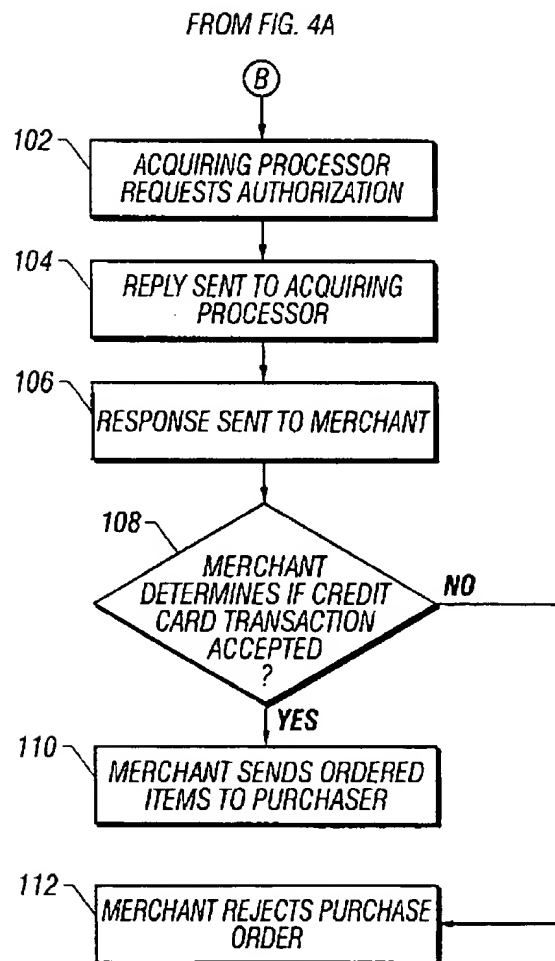 FROM FIG. 4A
B
102
ACQUIRING PROCESSOR
REQUESTS AUTHORIZATION
104
REPLY SENT TO ACQUIRING
PROCESSOR
106
RESPONSE SENT TO MERCHANT
108
MERCHANT
DETERMINES IF CREDIT
CARD TRANSACTION
ACCEPTED
?
NO
YES
110
MERCHANT SENDS ORDERED
ITEMS TO PURCHASER
112
MERCHANT REJECTS PURCHASE
ORDER